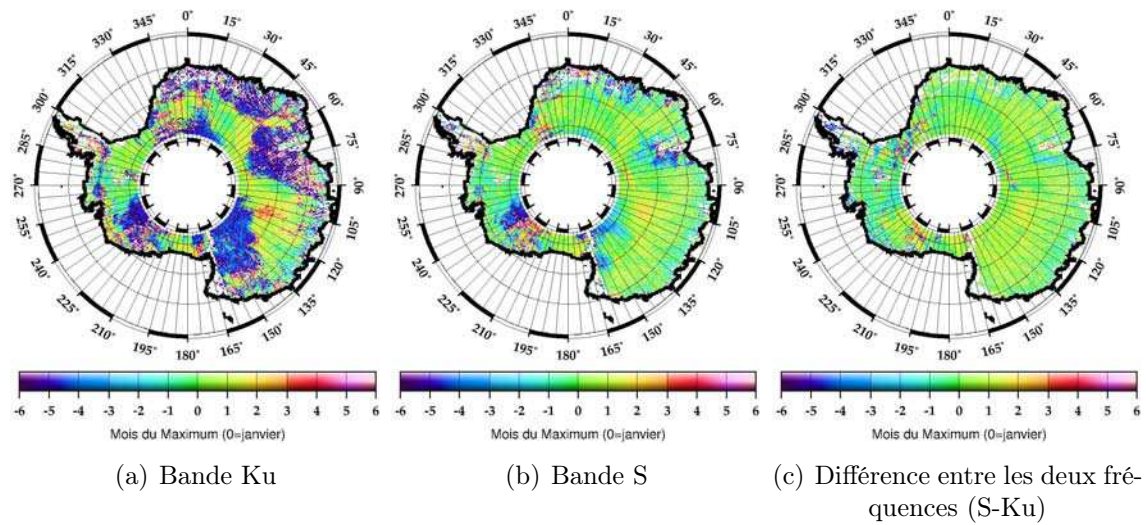 0° 15° 30° 45° 60° 75° 90° 105° 120° 135° 150° 165° 180° 195° 210° 225° 240° 255° 270° 285° 300° 315° 330° 345°
-6 -5 -4 -3 -2 -1 0 1 2 3 4 5 6
Mois du Maximum (0=janvier)
(a) Bande Ku
0° 15° 30° 45° 60° 75° 90° 105° 120° 135° 150° 165° 180° 195° 210° 225° 240° 255° 270° 285° 300° 315° 330° 345°
-6 -5 -4 -3 -2 -1 0 1 2 3 4 5 6
Mois du Maximum (0=janvier)
(b) Bande S
0° 15° 30° 45° 60° 75° 90° 105° 120° 135° 150° 165° 180° 195° 210° 225° 240° 255° 270° 285° 300° 315° 330° 345°
-6 -5 -4 -3 -2 -1 0 1 2 3 4 5 6
Mois du Maximum (0=janvier)
(c) Différence entre les deux fré-
quences (S-Ku)